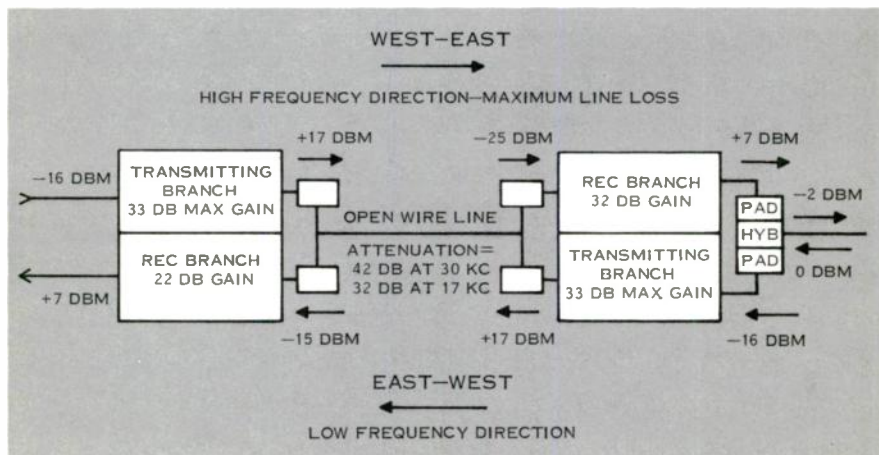 WEST—EAST
HIGH FREQUENCY DIRECTION—MAXIMUM LINE LOSS
+17 DBM
−25 DBM
+7 DBM
−16 DBM
TRANSMITTING
BRANCH
33 DB MAX GAIN
REC BRANCH
32 DB GAIN
−2 DBM
PAD
OPEN WIRE LINE
HYB
REC BRANCH
22 DB GAIN
ATTENUATION=
42 DB AT 30 KC
32 DB AT 17 KC
TRANSMITTING
BRANCH
33 DB MAX GAIN
PAD
0 DBM
+7 DBM
−15 DBM
+17 DBM
−16 DBM
EAST—WEST
LOW FREQUENCY DIRECTION